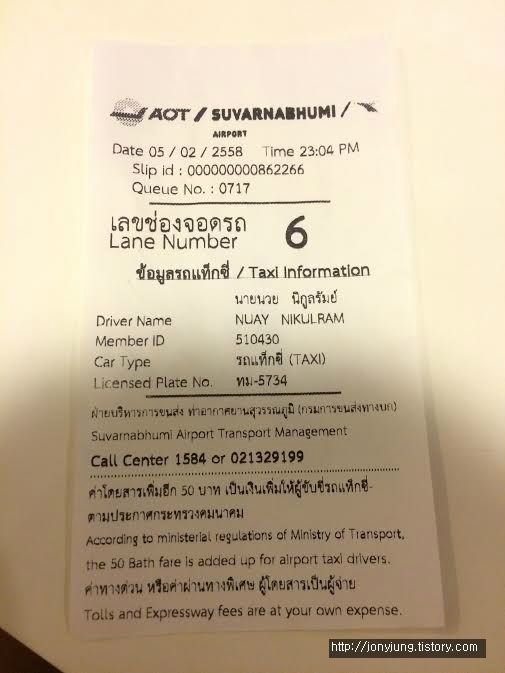 AOT / SUVARNABHUMI /
AIRPORT
Date 05 / 02 / 2558 Time 23:04 PM
Slip id : 000000000862266
Queue No. : 0717
เลขช่องจอดรถ
Lane Number 6
ข้อมูลรถแท็กซี่ / Taxi Information
นายนวย นิกูลรัมย์
Driver Name NUAY NIKULRAM
Member ID 510430
Car Type รถแท็กซี่ (TAXI)
Licensed Plate No. ทม-5734
ฝ่ายบริหารการขนส่ง ท่าอากาศยานสุวรรณภูมิ (กรมการขนส่งทางบก)
Suvarnabhumi Airport Transport Management
Call Center 1584 or 021329199
ค่าโดยสารเพิ่มอีก 50 บาท เป็นเงินเพิ่มให้ผู้ขับขี่รถแท็กซี่-
ตามประกาศกระทรวงคมนาคม
According to ministerial regulations of Ministry of Transport,
the 50 Bath fare is added up for airport taxi drivers.
ค่าทางด่วน หรือค่าผ่านทางพิเศษ ผู้โดยสารเป็นผู้จ่าย
Tolls and Expressway fees are at your own expense.
http://jonyjung.tistory.com